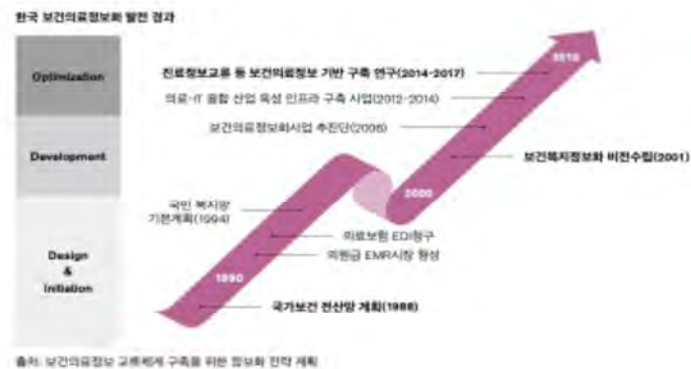 한국 보건의료정보화 발전 경과
Optimization
Development
Design
&
Initiation
2010
진료정보교류 등 보건의료정보 기반 구축 연구(2014-2017)
의료-IT 융합 산업 육성 인프라 구축 사업(2012-2014)
보건의료정보화사업 추진단(2006)
보건복지정보화 비전수립(2001)
2000
국민 복지망
기본계획(1994)
의료보험 EDI청구
의원급 EMR시장 형성
1990
국가보건 전산망 계획(1988)
출처: 보건의료정보 교류체계 구축을 위한 정보화 전략 계획